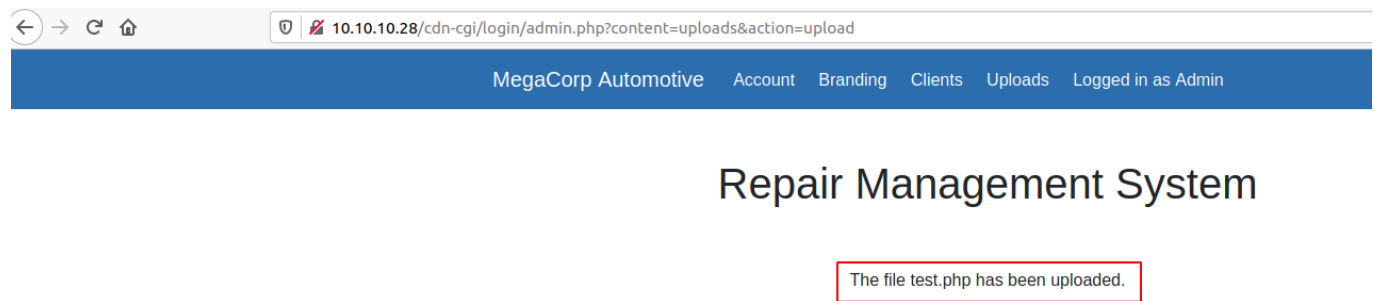 10.10.10.28/cdn-cgi/login/admin.php?content=uploads&action=upload
MegaCorp Automotive Account Branding Clients Uploads Logged in as Admin
Repair Management System
The file test.php has been uploaded.